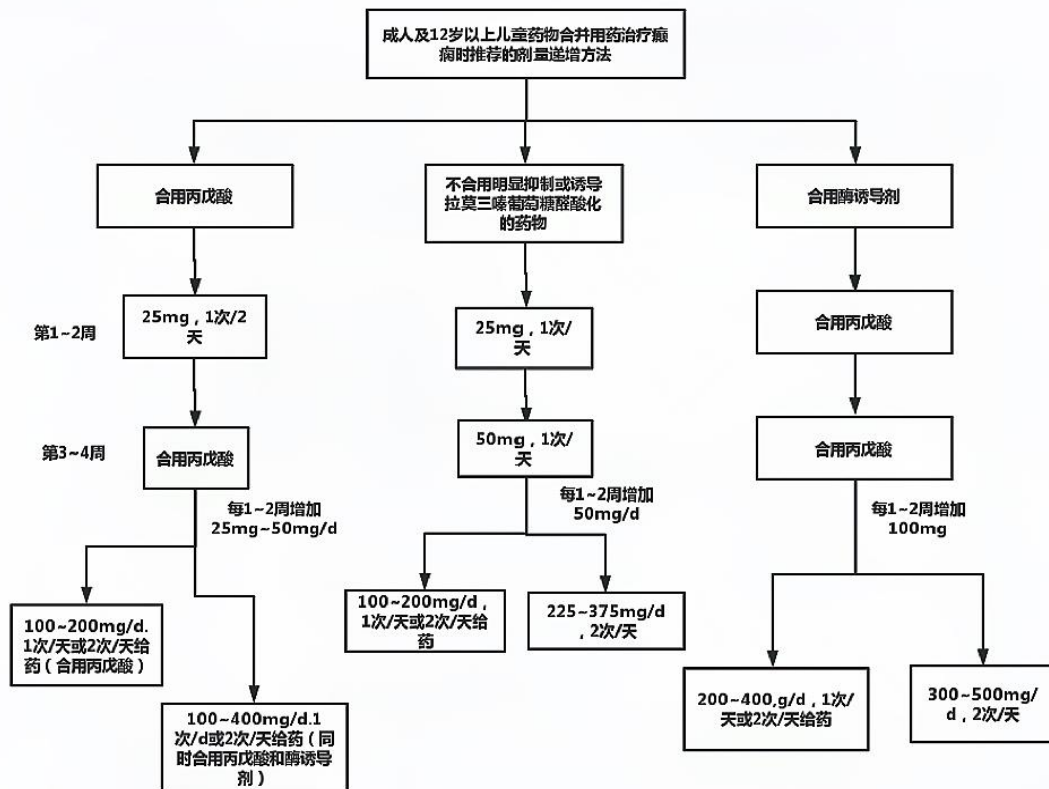 成人及12岁以上儿童药物合并用药治疗癫
痫时推荐的剂量递增方法
合用丙戊酸
不合用明显抑制或诱导
拉莫三嗪葡萄糖醛酸化
的药物
合用酶诱导剂
第1~2周
25mg，1次/2
天
25mg，1次/
天
合用丙戊酸
第3~4周
合用丙戊酸
50mg，1次/
天
合用丙戊酸
每1~2周增加
25mg~50mg/d
每1~2周增加
50mg/d
每1~2周增加
100mg
100~200mg/d.
1次/天或2次/天给
药（合用丙戊酸）
100~400mg/d.1
次/d或2次/天给药（同
时合用丙戊酸和酶诱导
剂）
100~200mg/d，
1次/天或2次/天给
药
225~375mg/d
，2次/天
200~400,g/d，1次/
天或2次/天给药
300~500mg/
d，2次/天